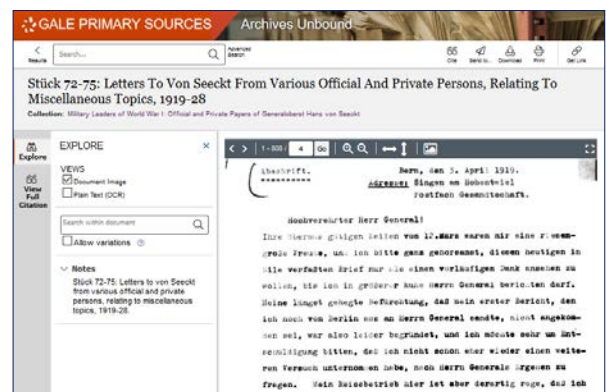 GALE PRIMARY SOURCES
Archives Unbound
Results
Search...
Advanced Search
Cite
Send to...
Download
Print
Get Link
Stück 72-75: Letters To Von Seeckt From Various Official And Private Persons, Relating To
Miscellaneous Topics, 1919-28
Collection: Military Leaders of World War I: Official and Private Papers of Generaloberst Hans von Seeckt
Explore
View Full Citation
EXPLORE
VIEWS
Document Image
Plain Text (OCR)
Search within document
Allow variations
Notes
Stück 72-75: Letters to von Seeckt
from various official and private
persons, relating to miscellaneous
topics, 1919-28.
4
Go
Abschrift.
Bern, den 3. April 1919.
Adresse: Singen am Hohentwiel
Postfach Gesandtschaft.
Hochverehrter Herr General!
Ihre gütigen Zeilen vom 12. März waren mir eine riesen-
große Freude, und ich bitte ganz gehorsamst, diesen heutigen in
Eile verfaßten Brief nur als einen vorläufigen Dank ansehen zu
wollen, bis ich in größerer Herrn General berichten darf.
Meine längst gehegte Befürchtung, daß mein erster Bericht, den
ich noch von Berlin aus an Herrn General sandte, nicht angekom-
men sei, war also leider begründet, und ich möchte sehr um Ent-
schuldigung bitten, daß ich nicht schon eher wieder einen weite-
ren Versuch unternommen habe, nach Herrn Generals Ergehen zu
fragen. Mein Reisebetrieb hier ist aber derartig rege, daß ich